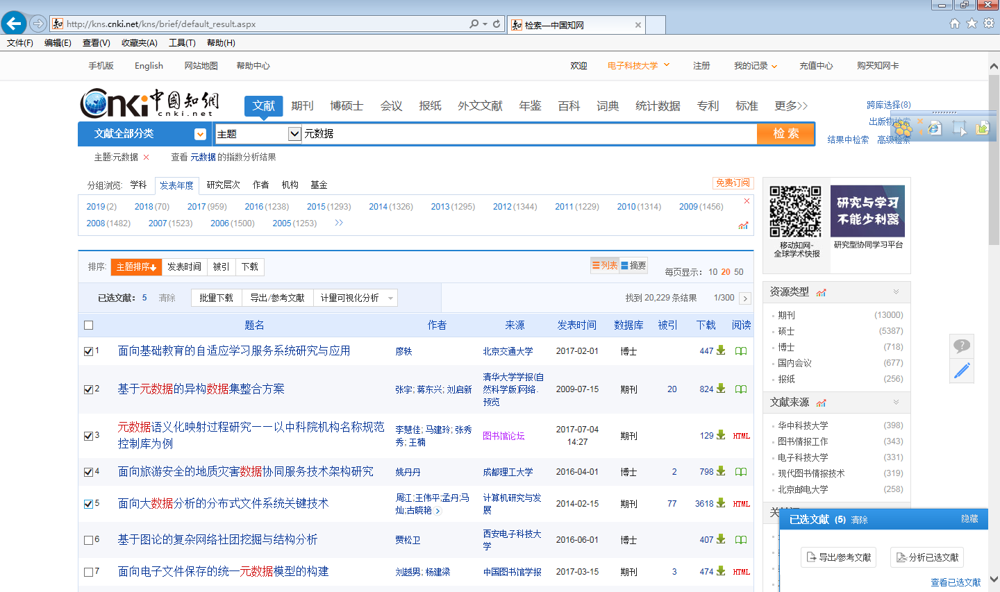 http://kns.cnki.net/kns/brief/default_result.aspx
检索—中国知网
文件(F) 编辑(E) 查看(V) 收藏夹(A) 工具(T) 帮助(H)
手机版 English 网站地图 帮助中心 欢迎 电子科技大学 注册 我的记录 充值中心 购买知网卡
cnki中國知網
cnki.net
文献 期刊 博硕士 会议 报纸 外文文献 年鉴 百科 词典 统计数据 专利 标准 更多>>
跨库选择(8)
出版物检索
文献全部分类 主题 元数据 检 索
结果中检索 高级检索
主题:元数据 × 查看 元数据 的指数分析结果
分组浏览: 学科 发表年度 研究层次 作者 机构 基金 免费订阅
2019(2) 2018(70) 2017(959) 2016(1238) 2015(1293) 2014(1326) 2013(1295) 2012(1344) 2011(1229) 2010(1314) 2009(1456)
2008(1482) 2007(1523) 2006(1500) 2005(1253) >>
研究与学习
不能少利器
移动知网-
全球学术快报
研究型协同学习平台
排序: 主题排序↓ 发表时间 被引 下载 列表 摘要 每页显示: 10 20 50
已选文献: 5 清除 批量下载 导出/参考文献 计量可视化分析 找到 20,229 条结果 1/300 >
题名 作者 来源 发表时间 数据库 被引 下载 阅读
1 面向基础教育的自适应学习服务系统研究与应用 廖轶 北京交通大学 2017-02-01 博士 447
2 基于元数据的异构数据集整合方案 张宇; 蒋东兴; 刘启新 清华大学学报(自然科学版)网络.预览 2009-07-15 期刊 20 824
3 元数据语义化映射过程研究——以中科院机构名称规范控制库为例 李慧佳; 马建玲; 张秀秀; 王楠 图书馆论坛 2017-07-04 14:27 期刊 129 HTML
4 面向旅游安全的地质灾害数据协同服务技术架构研究 姚丹丹 成都理工大学 2016-04-01 博士 2 798
5 面向大数据分析的分布式文件系统关键技术 周江;王伟平;孟丹;马灿;古晓艳 计算机研究与发展 2014-02-15 期刊 77 3618 HTML
6 基于图论的复杂网络社团挖掘与结构分析 贾松卫 西安电子科技大学 2016-06-01 博士 407
7 面向电子文件保存的统一元数据模型的构建 刘越男; 杨建梁 中国图书馆学报 2017-03-15 期刊 3 474 HTML
资源类型
期刊 (13000)
硕士 (5387)
博士 (718)
国内会议 (677)
报纸 (256)
文献来源
华中科技大学 (398)
图书情报工作 (343)
电子科技大学 (331)
现代图书情报技术 (319)
北京邮电大学 (258)
已选文献 (5) 清除 隐藏
导出/参考文献 分析已选文献
查看已选文献